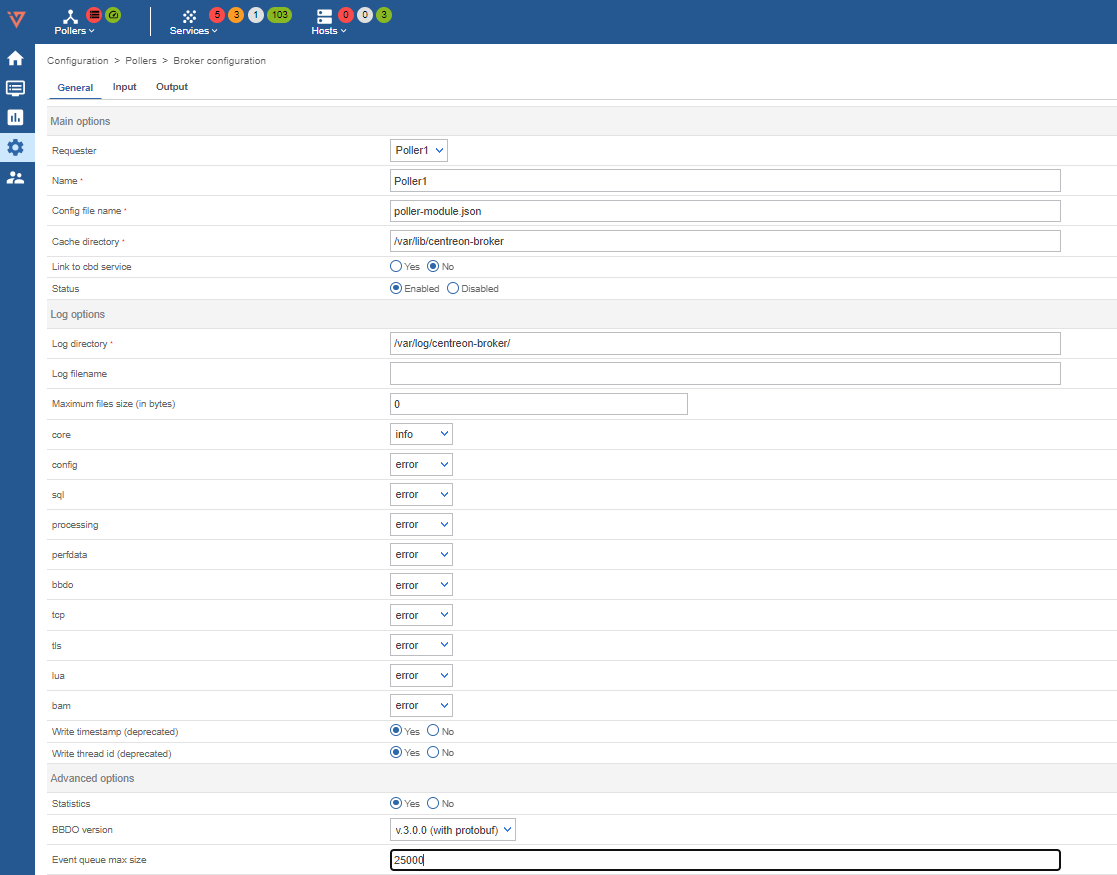 5 3 1 103 0 0 3
Pollers Services Hosts
Configuration > Pollers > Broker configuration
General Input Output
Main options
Requester Poller1
Name * Poller1
Config file name * poller-module.json
Cache directory * /var/lib/centreon-broker
Link to cbd service Yes No
Status Enabled Disabled
Log options
Log directory * /var/log/centreon-broker/
Log filename
Maximum files size (in bytes) 0
core info
config error
sql error
processing error
perfdata error
bbdo error
tcp error
tls error
lua error
bam error
Write timestamp (deprecated) Yes No
Write thread id (deprecated) Yes No
Advanced options
Statistics Yes No
BBDO version v.3.0.0 (with protobuf)
Event queue max size 25000